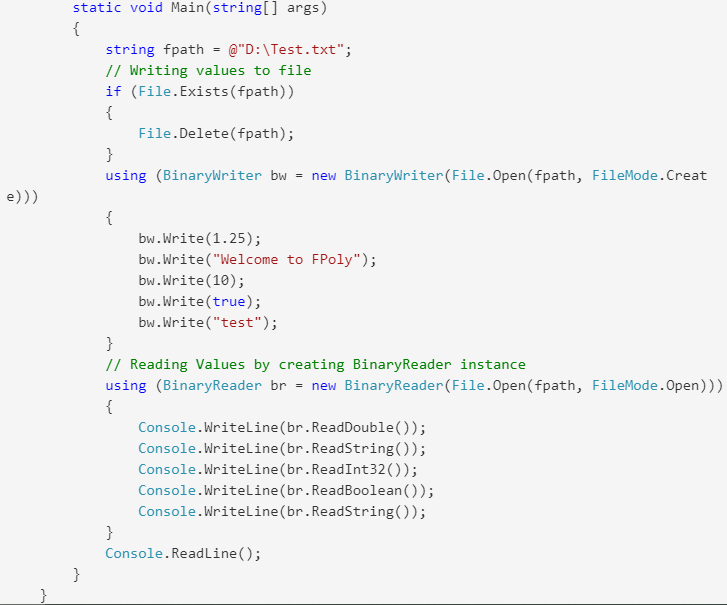 static void Main(string[] args)
{
string fpath = @"D:\Test.txt";
// Writing values to file
if (File.Exists(fpath))
{
File.Delete(fpath);
}
using (BinaryWriter bw = new BinaryWriter(File.Open(fpath, FileMode.Creat
e)))
{
bw.Write(1.25);
bw.Write("Welcome to FPoly");
bw.Write(10);
bw.Write(true);
bw.Write("test");
}
// Reading Values by creating BinaryReader instance
using (BinaryReader br = new BinaryReader(File.Open(fpath, FileMode.Open)))
{
Console.WriteLine(br.ReadDouble());
Console.WriteLine(br.ReadString());
Console.WriteLine(br.ReadInt32());
Console.WriteLine(br.ReadBoolean());
Console.WriteLine(br.ReadString());
}
Console.ReadLine();
}
}